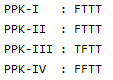 PPK-I   : FTTT
PPK-II  : FTTT
PPK-III : TFTT
PPK-IV  : FFTT